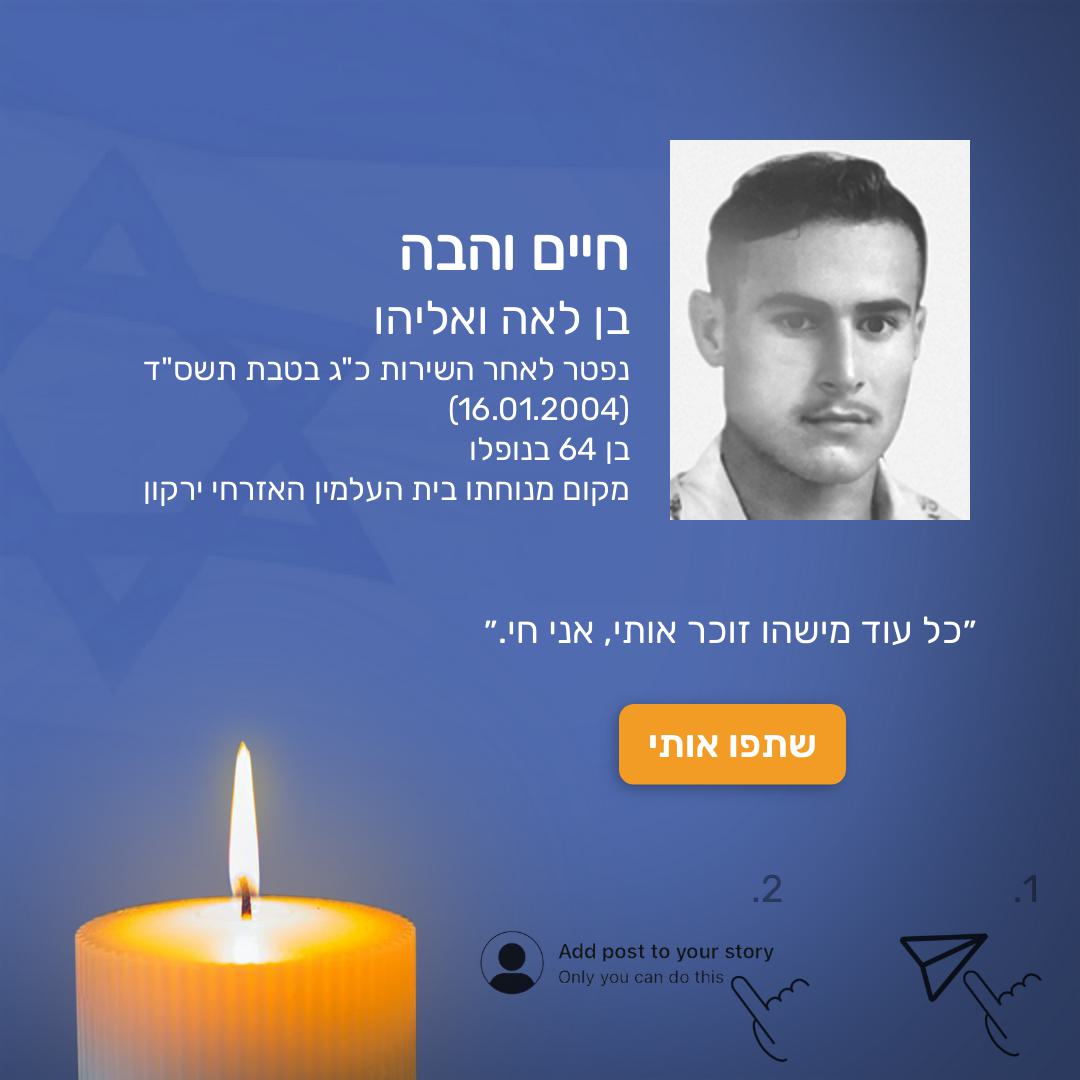 חיים והבה
בן לאה ואליהו
נפטר לאחר השירות כ"ג בטבת תשס"ד
(16.01.2004)
בן 64 בנופלו
מקום מנוחתו בית העלמין האזרחי ירקון
״כל עוד מישהו זוכר אותי, אני חי.״
שתפו אותי
1.
2.
Add post to your story
Only you can do this